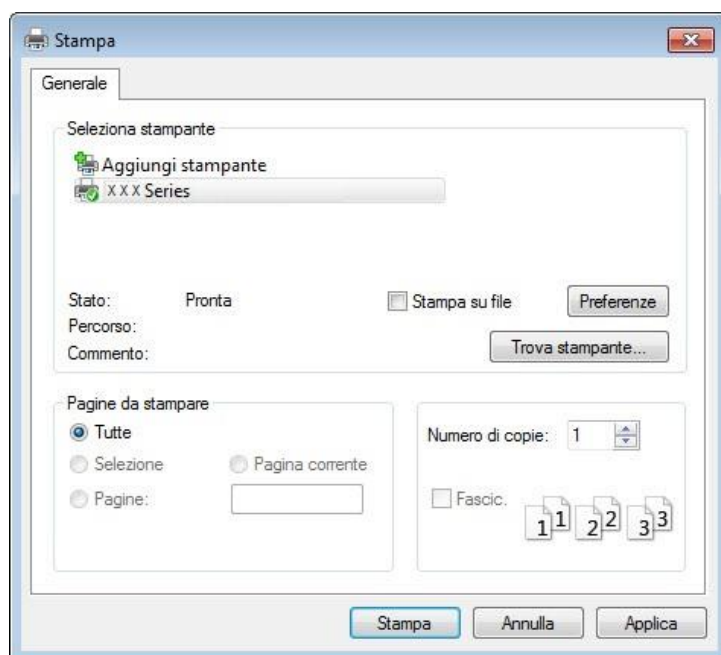 Stampa
Generale
Seleziona stampante
Aggiungi stampante
XXX Series
Stato: Pronta
Stampa su file
Preferenze
Percorso:
Commento:
Trova stampante...
Pagine da stampare
Tutte
Selezione
Pagina corrente
Pagine:
Numero di copie: 1
Fascic.
1 1 2 2 3 3
Stampa
Annulla
Applica